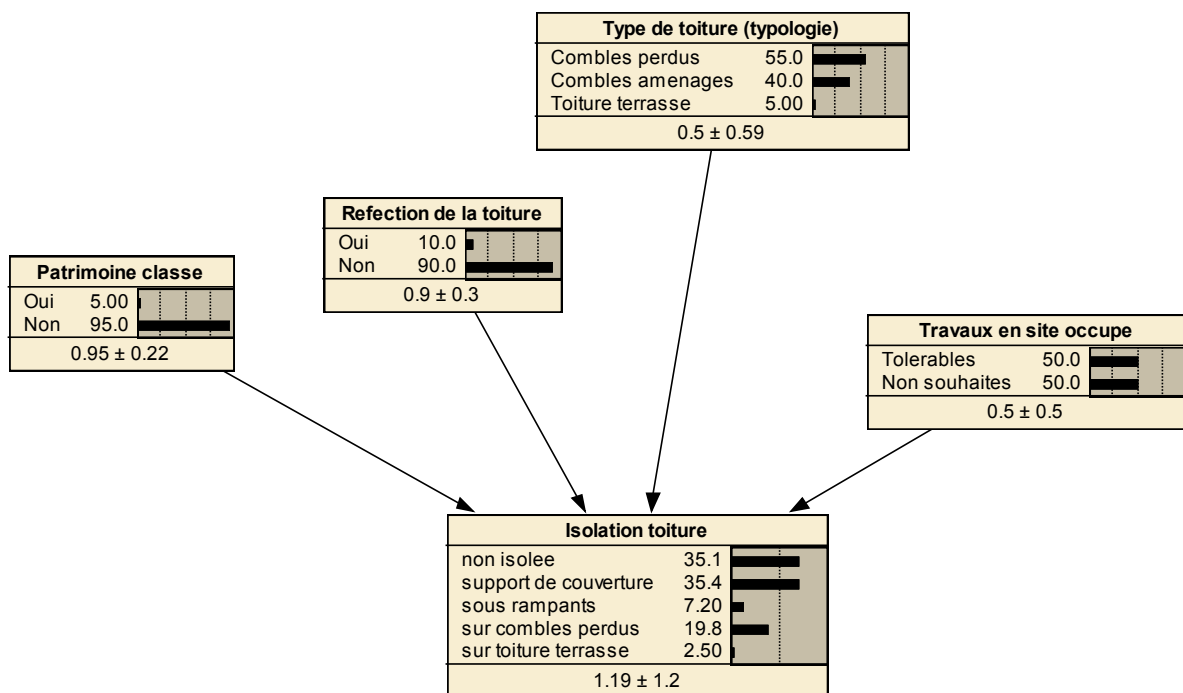 Type de toiture (typologie)
Combles perdus 55.0
Combles amenages 40.0
Toiture terrasse 5.00
0.5 ± 0.59
Refection de la toiture
Oui 10.0
Non 90.0
0.9 ± 0.3
Patrimoine classe
Oui 5.00
Non 95.0
0.95 ± 0.22
Travaux en site occupe
Tolerables 50.0
Non souhaites 50.0
0.5 ± 0.5
Isolation toiture
non isolee 35.1
support de couverture 35.4
sous rampants 7.20
sur combles perdus 19.8
sur toiture terrasse 2.50
1.19 ± 1.2